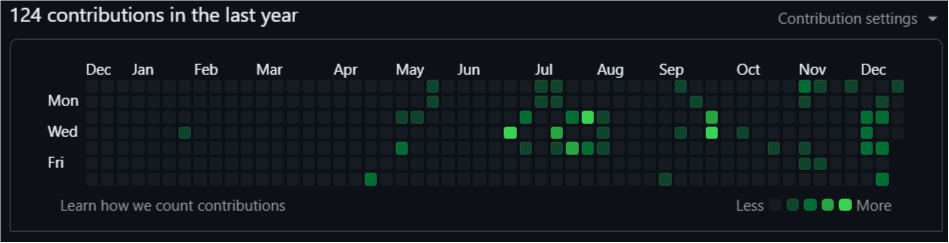 124 contributions in the last year
Contribution settings
Dec Jan Feb Mar Apr May Jun Jul Aug Sep Oct Nov Dec
Mon
Wed
Fri
Learn how we count contributions
Less More